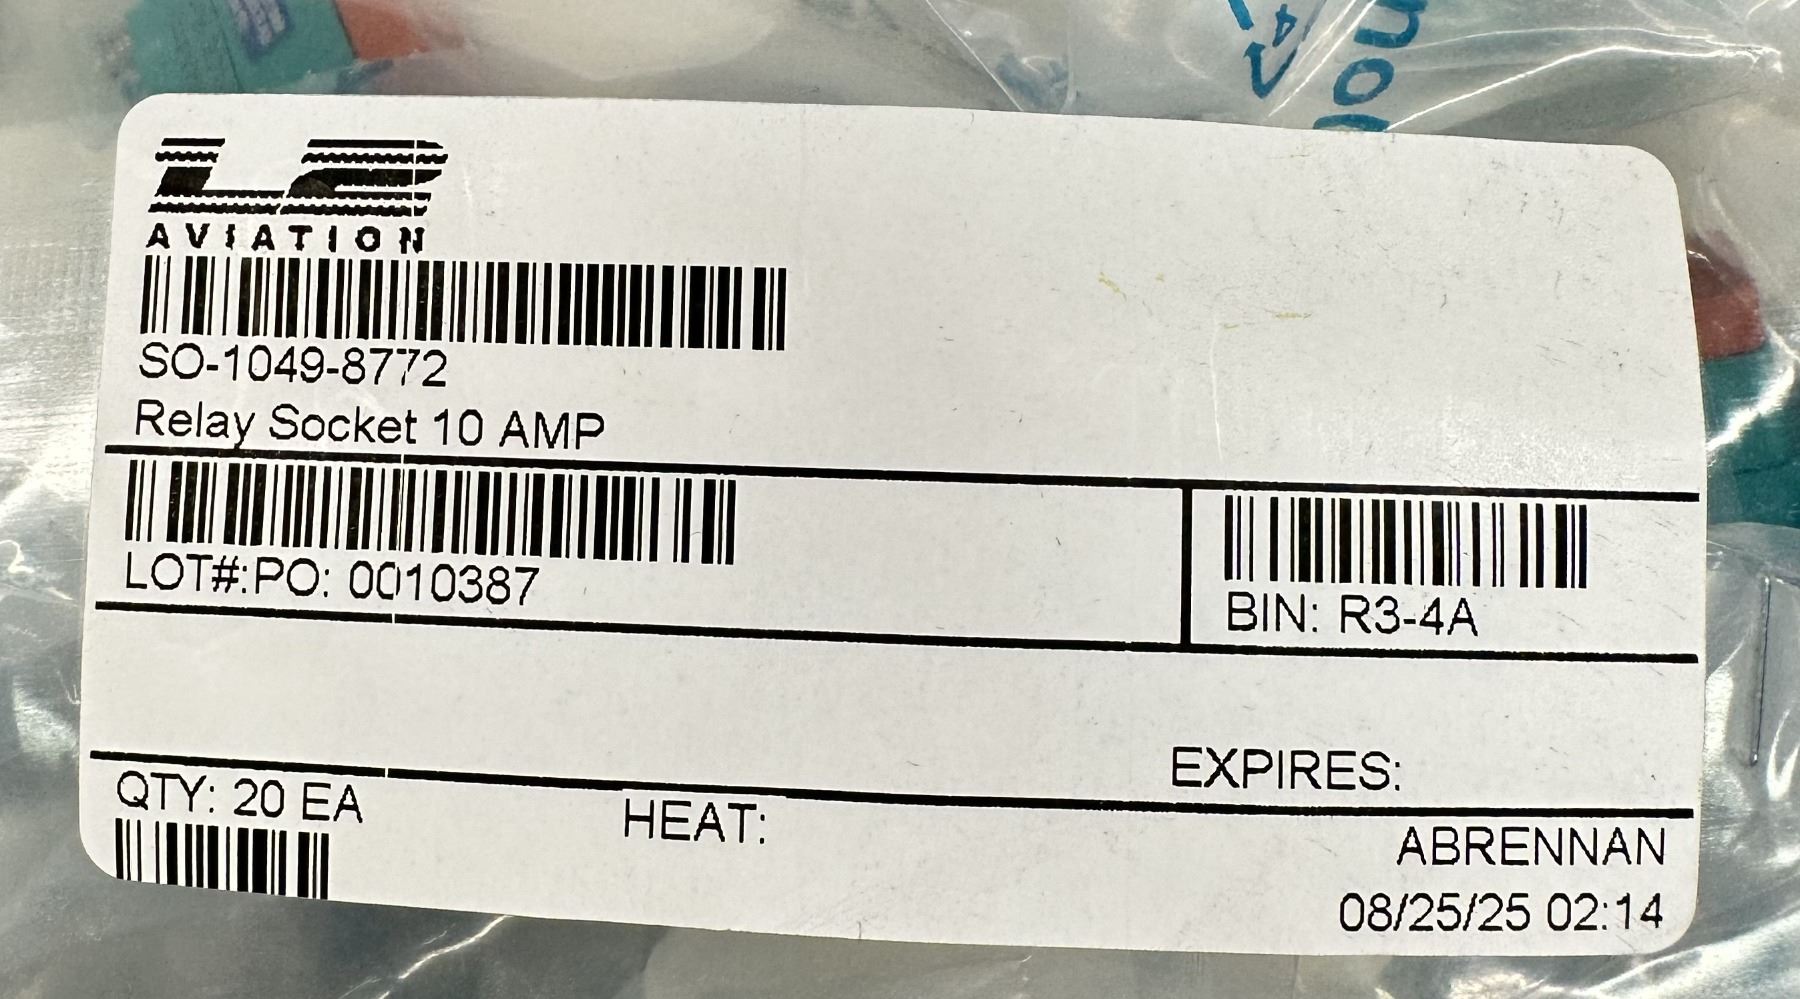 L2
AVIATION
SO-1049-8772
Relay Socket 10 AMP
LOT#:PO: 0010387
BIN: R3-4A
EXPIRES:
QTY: 20 EA
HEAT:
ABRENNAN
08/25/25 02:14
4